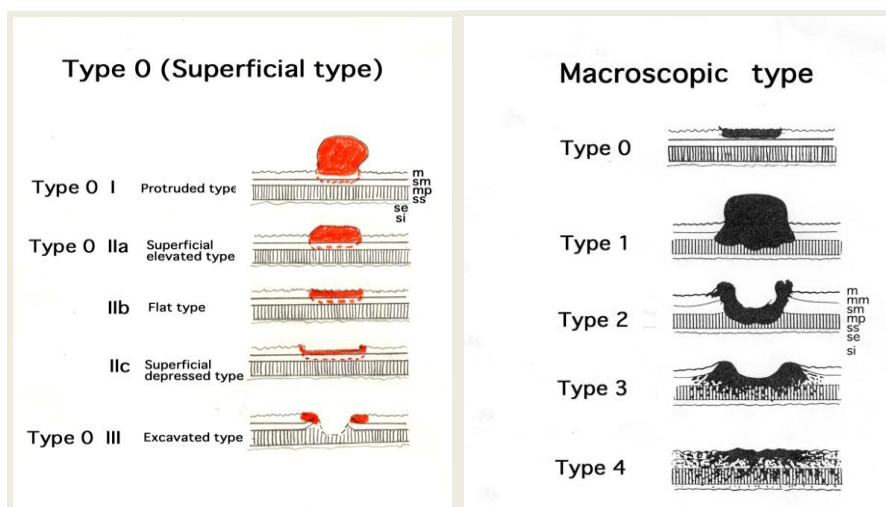 Type 0 (Superficial type)
Type 0 I Protruded type
m
sm
mp
ss
se
si
Type 0 IIa Superficial
elevated type
IIb Flat type
IIc Superficial
depressed type
Type 0 III Excavated type
Macroscopic type
Type 0
Type 1
Type 2
m
mm
sm
mp
ss
se
si
Type 3
Type 4